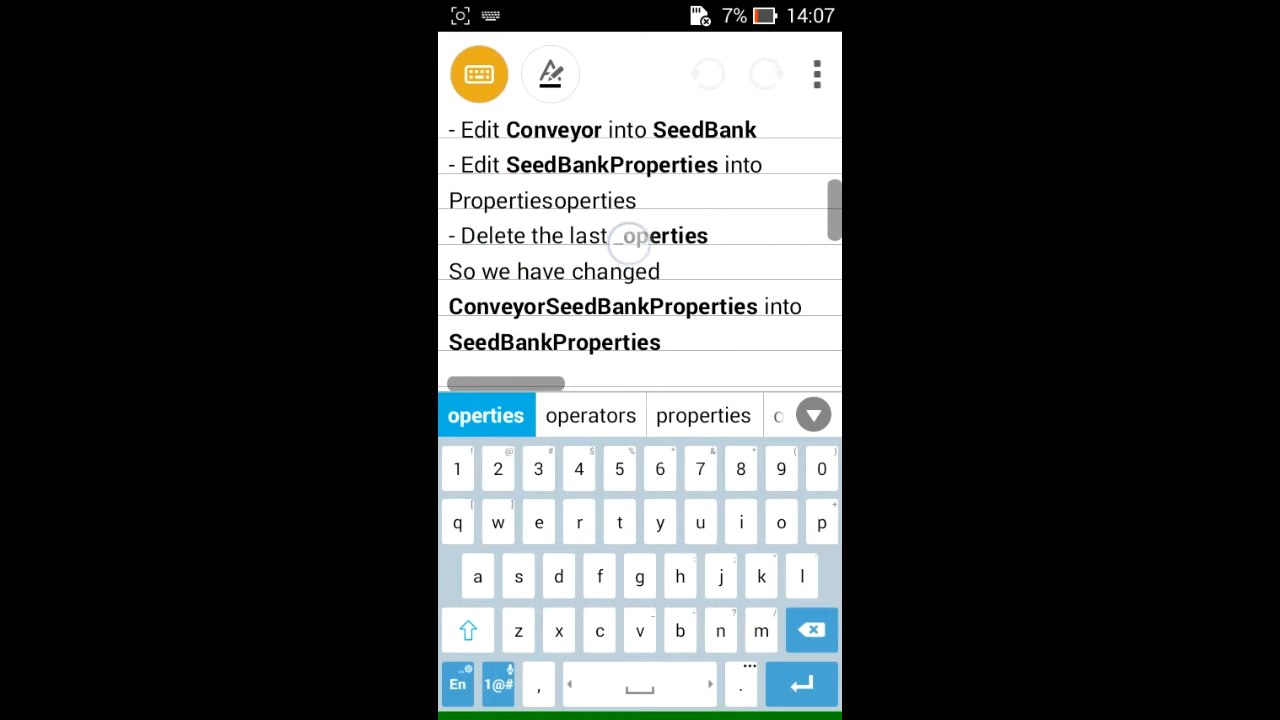 7% 14:07
- Edit Conveyor into SeedBank
- Edit SeedBankProperties into
Propertiesoperties
- Delete the last _operties
So we have changed
ConveyorSeedBankProperties into
SeedBankProperties
operties operators properties o
1 2 3 4 5 6 7 8 9 0
q w e r t y u i o p
a s d f g h j k l
z x c v b n m
En 1@# , .